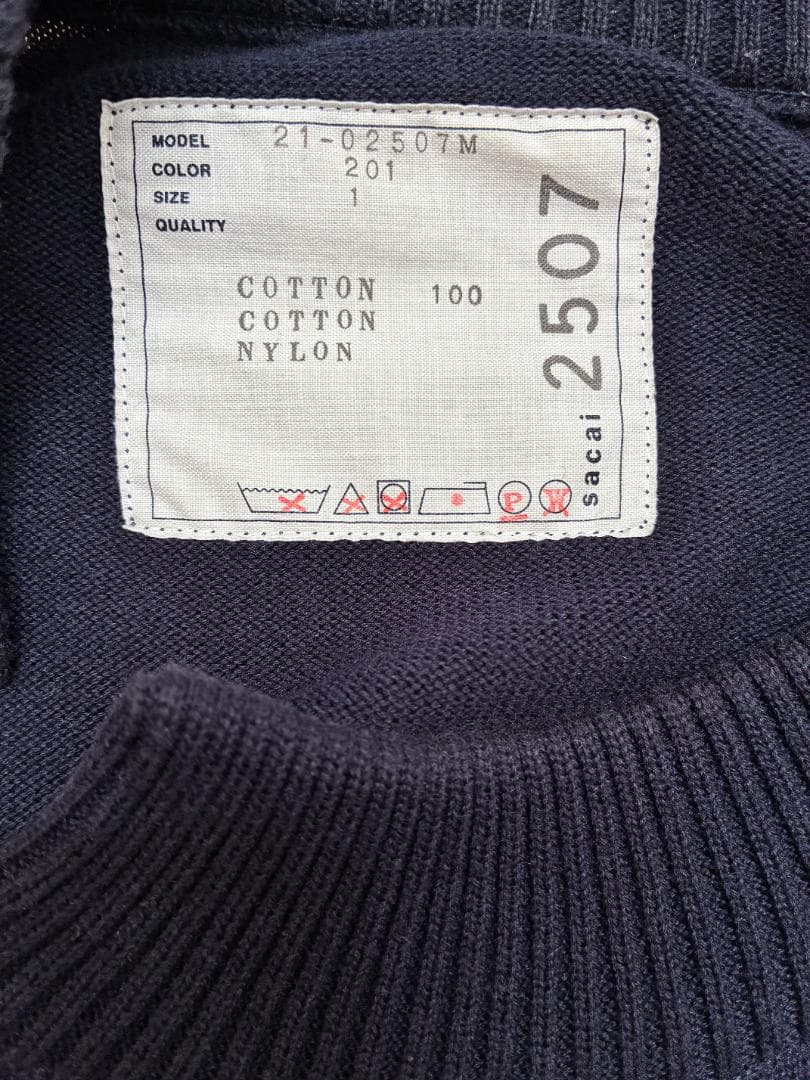 MODEL 21-02507M
COLOR 201
SIZE 1
QUALITY
COTTON 100
COTTON
NYLON
P W
sacai 2507